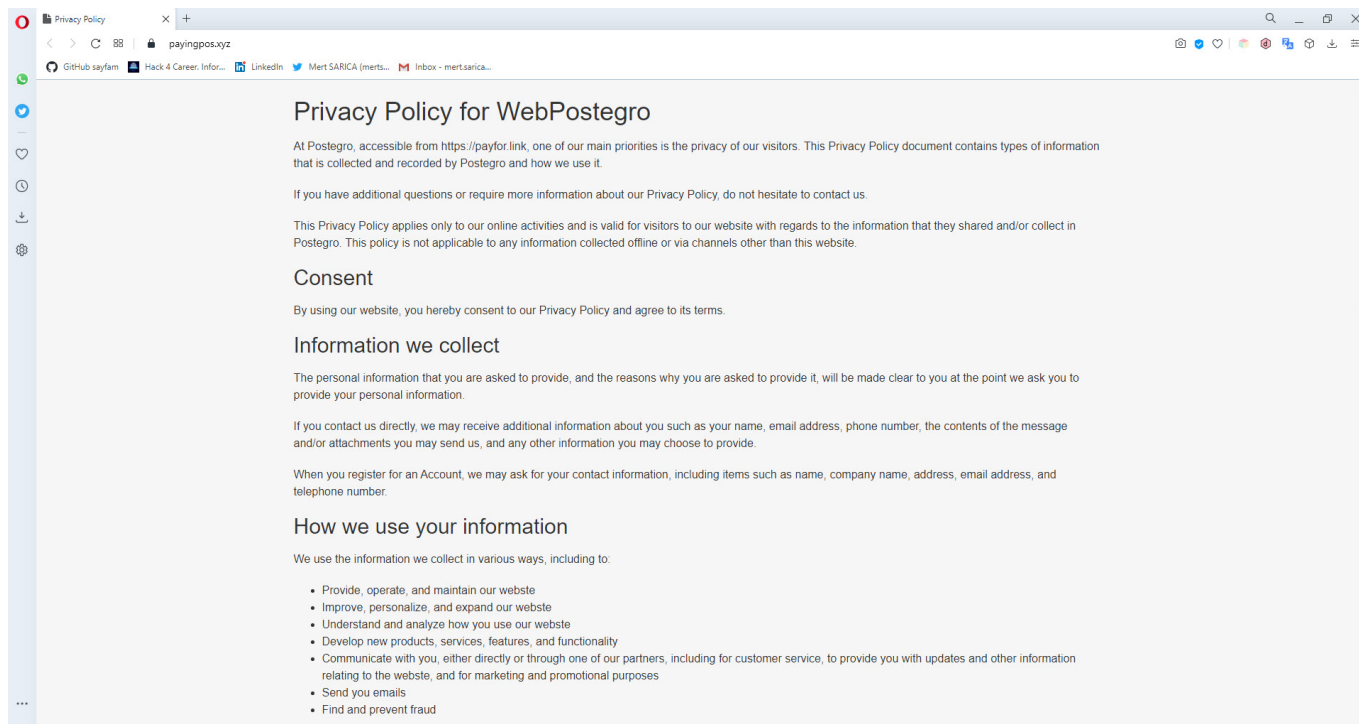 Privacy Policy
payingpos.xyz
GitHub sayfam
Hack 4 Career. Infor...
LinkedIn
Mert SARICA (merts...
Inbox - mert.sarica...
Privacy Policy for WebPostegro
At Postegro, accessible from https://payfor.link, one of our main priorities is the privacy of our visitors. This Privacy Policy document contains types of information
that is collected and recorded by Postegro and how we use it.
If you have additional questions or require more information about our Privacy Policy, do not hesitate to contact us.
This Privacy Policy applies only to our online activities and is valid for visitors to our website with regards to the information that they shared and/or collect in
Postegro. This policy is not applicable to any information collected offline or via channels other than this website.
Consent
By using our website, you hereby consent to our Privacy Policy and agree to its terms.
Information we collect
The personal information that you are asked to provide, and the reasons why you are asked to provide it, will be made clear to you at the point we ask you to
provide your personal information.
If you contact us directly, we may receive additional information about you such as your name, email address, phone number, the contents of the message
and/or attachments you may send us, and any other information you may choose to provide.
When you register for an Account, we may ask for your contact information, including items such as name, company name, address, email address, and
telephone number.
How we use your information
We use the information we collect in various ways, including to:
• Provide, operate, and maintain our webste
• Improve, personalize, and expand our webste
• Understand and analyze how you use our webste
• Develop new products, services, features, and functionality
• Communicate with you, either directly or through one of our partners, including for customer service, to provide you with updates and other information
relating to the webste, and for marketing and promotional purposes
• Send you emails
• Find and prevent fraud